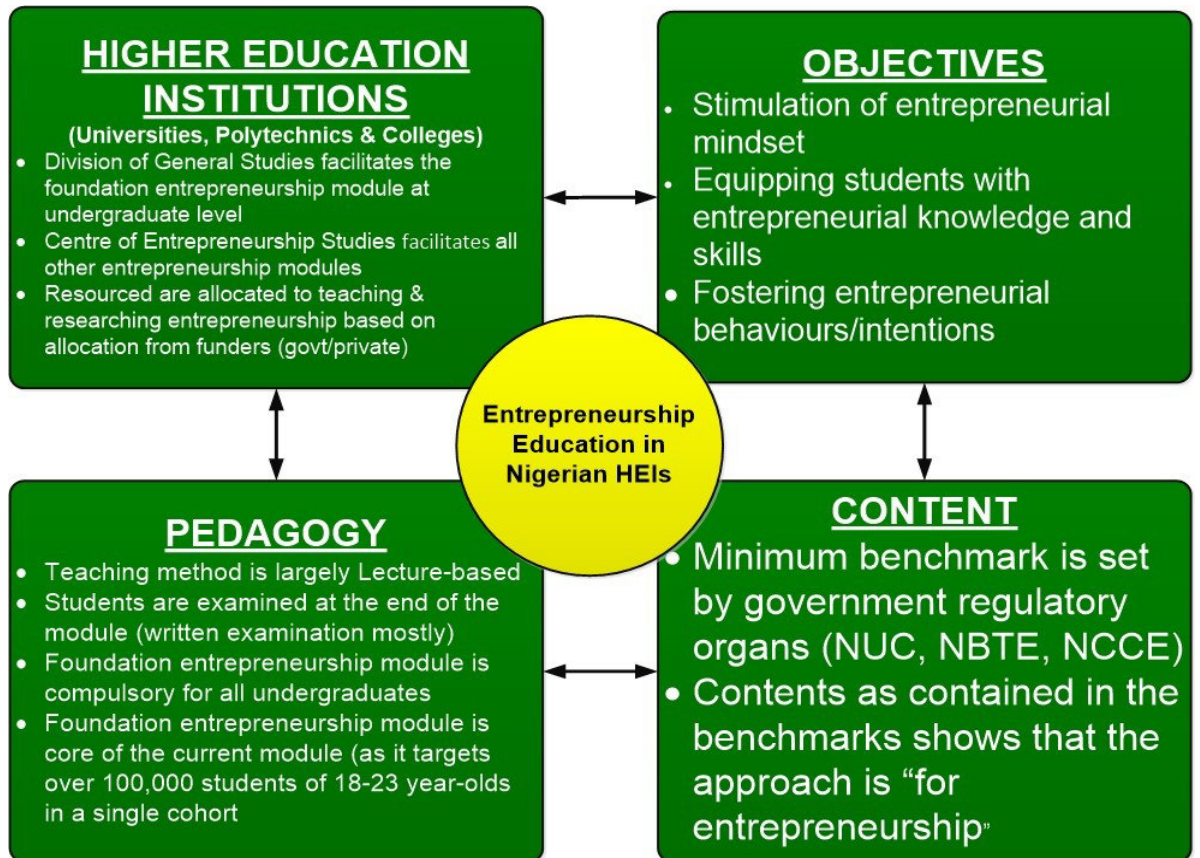 HIGHER EDUCATION
INSTITUTIONS
(Universities, Polytechnics & Colleges)
• Division of General Studies facilitates the
foundation entrepreneurship module at
undergraduate level
• Centre of Entrepreneurship Studies facilitates all
other entrepreneurship modules
• Resourced are allocated to teaching &
researching entrepreneurship based on
allocation from funders (govt/private)
OBJECTIVES
• Stimulation of entrepreneurial
mindset
• Equipping students with
entrepreneurial knowledge and
skills
• Fostering entrepreneurial
behaviours/intentions
Entrepreneurship
Education in
Nigerian HEIs
PEDAGOGY
• Teaching method is largely Lecture-based
• Students are examined at the end of the
module (written examination mostly)
• Foundation entrepreneurship module is
compulsory for all undergraduates
• Foundation entrepreneurship module is
core of the current module (as it targets
over 100,000 students of 18-23 year-olds
in a single cohort
CONTENT
• Minimum benchmark is set
by government regulatory
organs (NUC, NBTE, NCCE)
• Contents as contained in the
benchmarks shows that the
approach is “for
entrepreneurship”